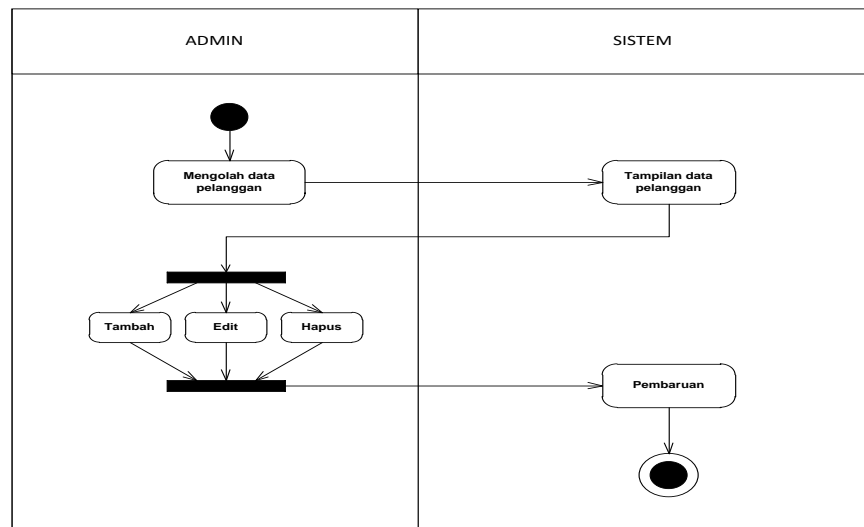 ADMIN
SISTEM
Mengolah data
pelanggan
Tampilan data
pelanggan
Tambah
Edit
Hapus
Pembaruan